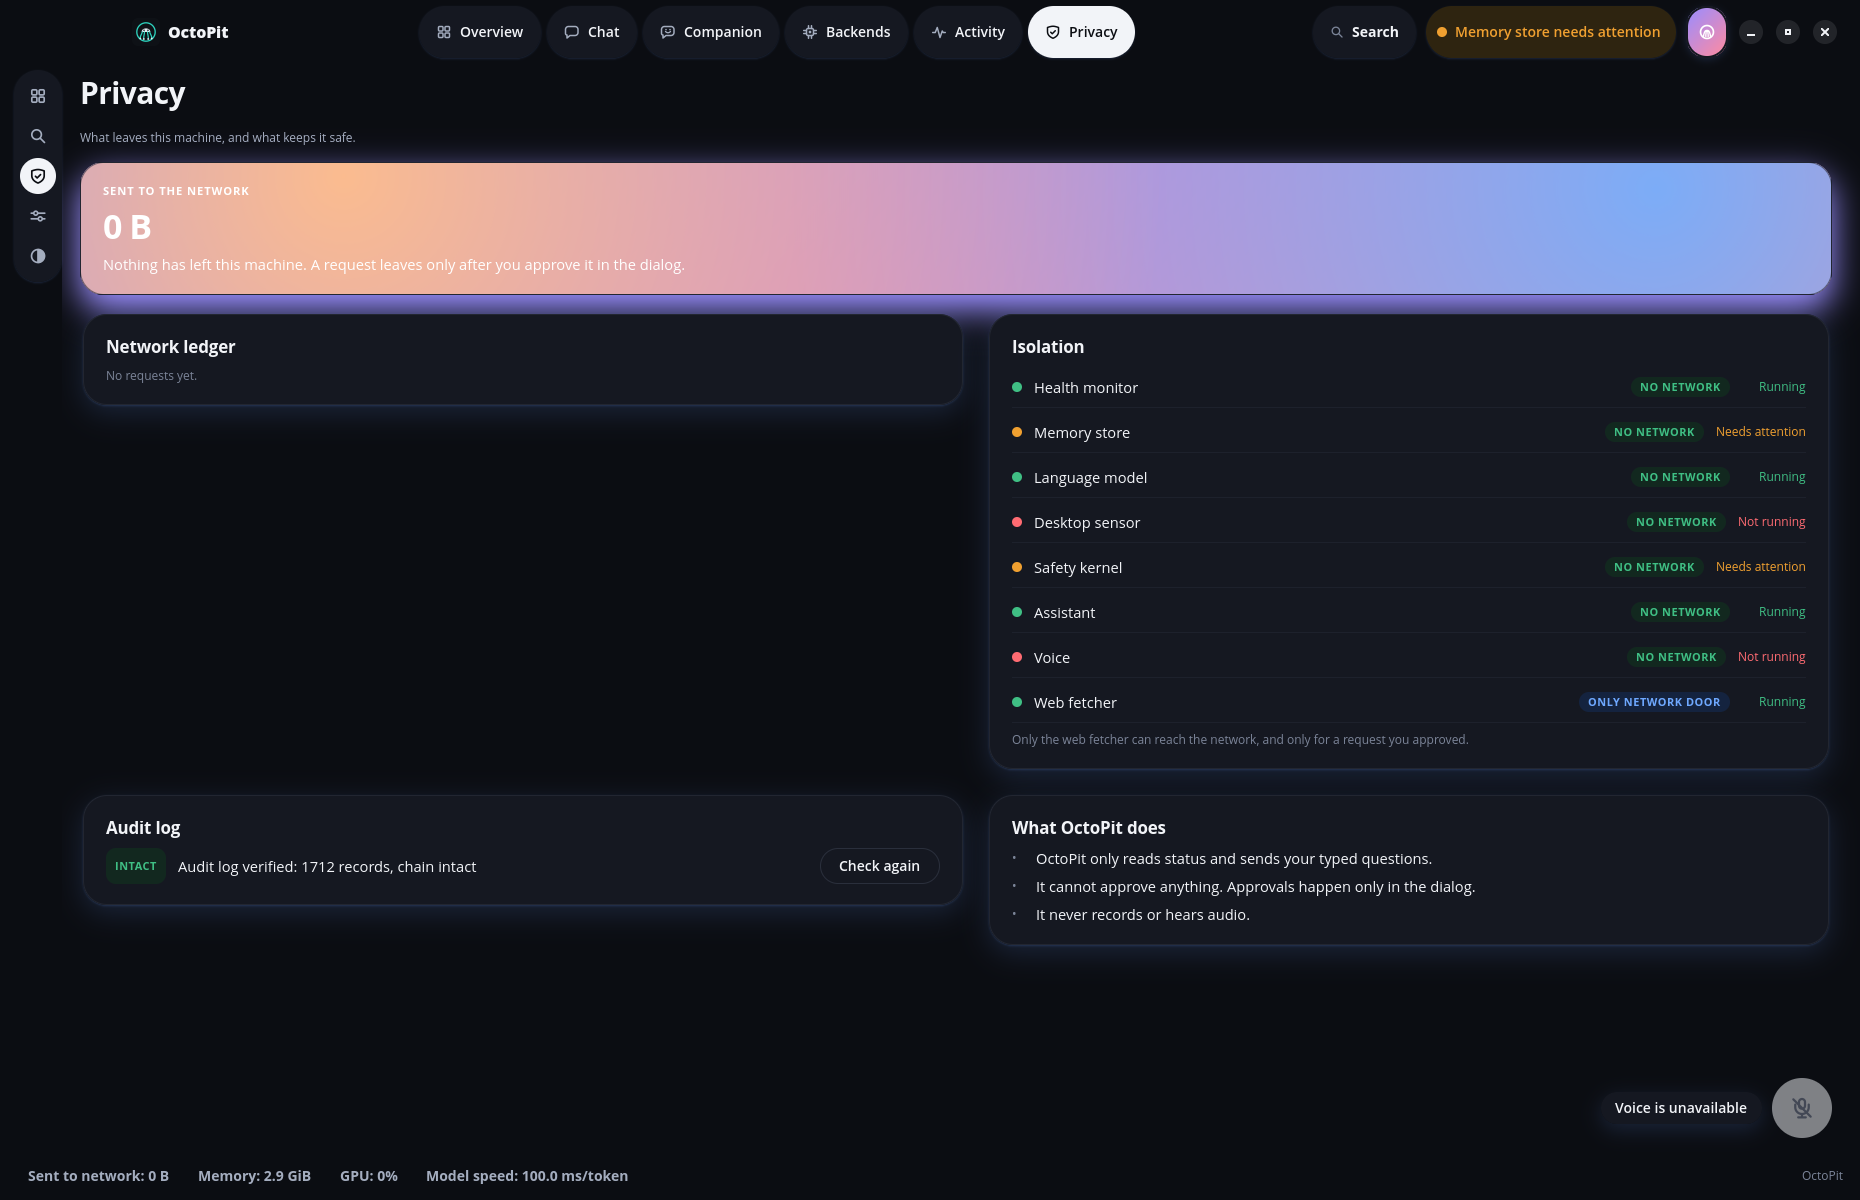 OctoPit
Overview
Chat
Companion
Backends
Activity
Privacy
Search
Memory store needs attention
Privacy
What leaves this machine, and what keeps it safe.
SENT TO THE NETWORK
0 B
Nothing has left this machine. A request leaves only after you approve it in the dialog.
Network ledger
No requests yet.
Isolation
Health monitor NO NETWORK Running
Memory store NO NETWORK Needs attention
Language model NO NETWORK Running
Desktop sensor NO NETWORK Not running
Safety kernel NO NETWORK Needs attention
Assistant NO NETWORK Running
Voice NO NETWORK Not running
Web fetcher ONLY NETWORK DOOR Running
Only the web fetcher can reach the network, and only for a request you approved.
Audit log
INTACT Audit log verified: 1712 records, chain intact Check again
What OctoPit does
• OctoPit only reads status and sends your typed questions.
• It cannot approve anything. Approvals happen only in the dialog.
• It never records or hears audio.
Voice is unavailable
Sent to network: 0 B Memory: 2.9 GiB GPU: 0% Model speed: 100.0 ms/token
OctoPit